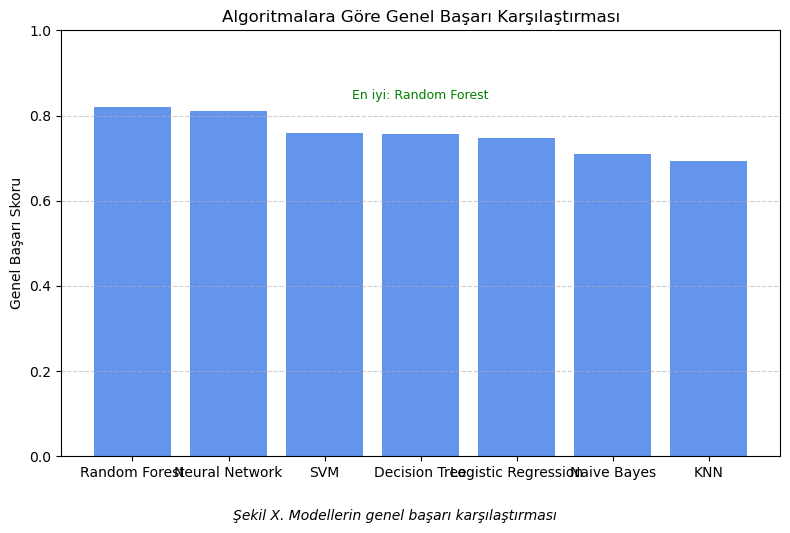 Algoritmalara Göre Genel Başarı Karşılaştırması
1.0
En iyi: Random Forest
0.8
0.6
Genel Başarı Skoru
0.4
0.2
0.0
Random Forest Neural Network SVM Decision Tree Logistic Regression Naive Bayes KNN
Şekil X. Modellerin genel başarı karşılaştırması